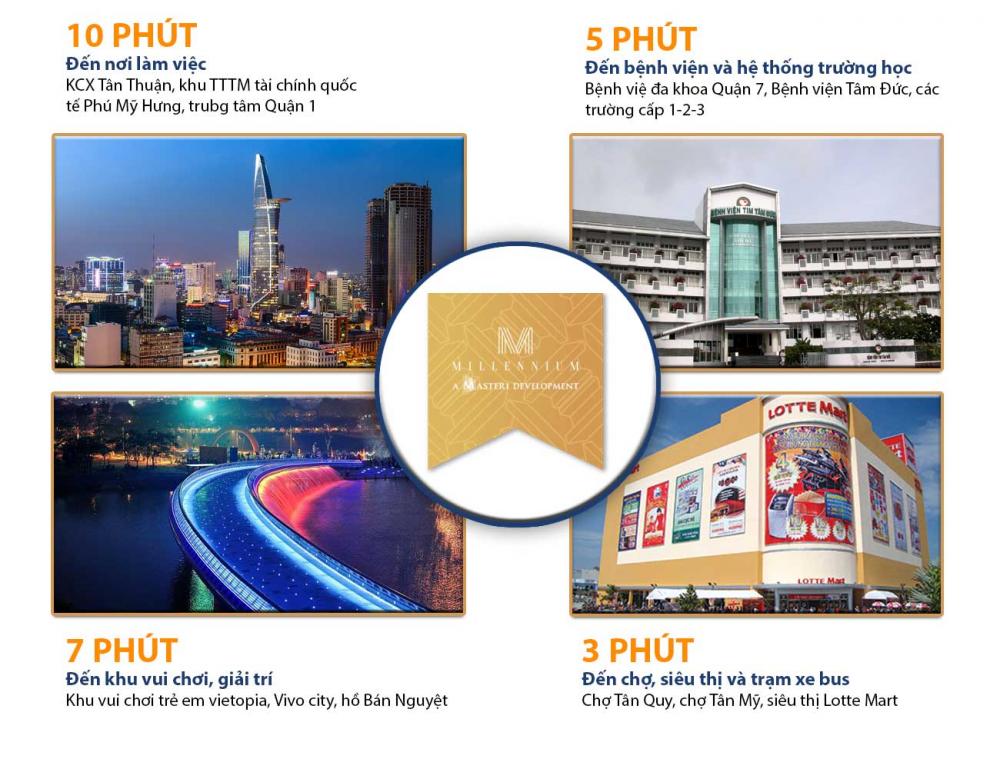 10 PHÚT
Đến nơi làm việc
KCX Tân Thuận, khu TTTM tài chính quốc
tế Phú Mỹ Hưng, trubg tâm Quận 1
5 PHÚT
Đến bệnh viện và hệ thống trường học
Bệnh việ đa khoa Quận 7, Bệnh viện Tâm Đức, các
trường cấp 1-2-3
BỆNH VIỆN TIM TÂM ĐỨC
M
MILLENNIUM
A MASTERI DEVELOPMENT
LOTTE Mart
LOTTE Mart
7 PHÚT
Đến khu vui chơi, giải trí
Khu vui chơi trẻ em vietopia, Vivo city, hồ Bán Nguyệt
3 PHÚT
Đến chợ, siêu thị và trạm xe bus
Chợ Tân Quy, chợ Tân Mỹ, siêu thị Lotte Mart